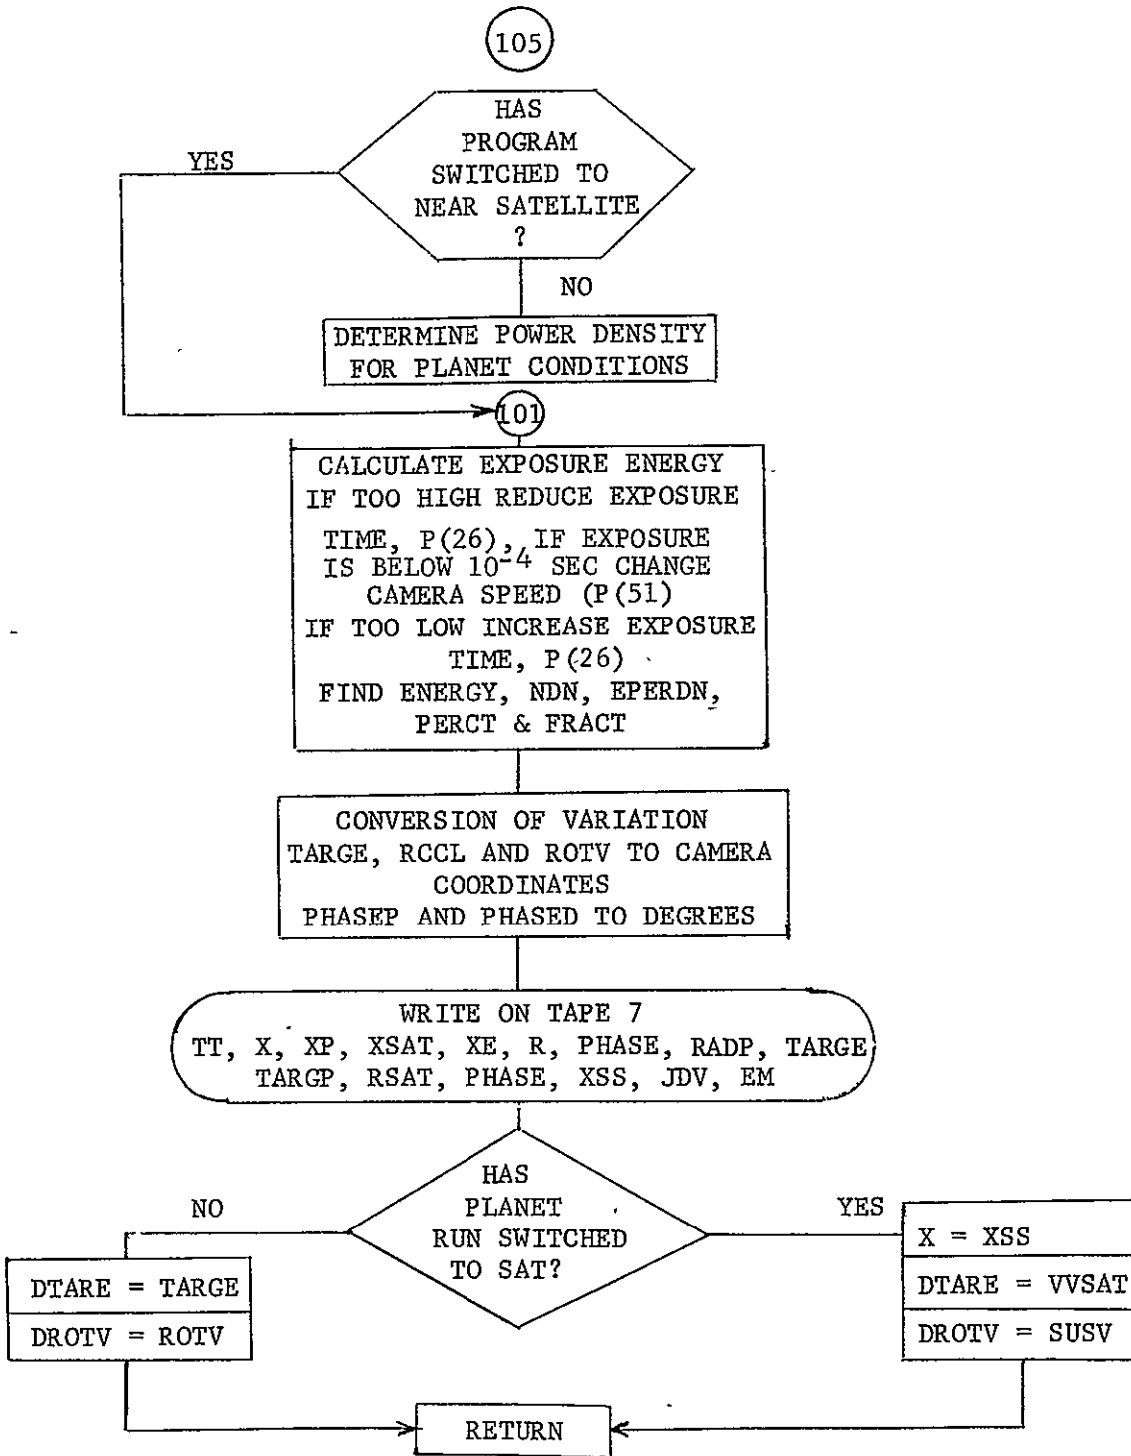 105
HAS
PROGRAM
SWITCHED TO
NEAR SATELLITE
?
YES
NO
DETERMINE POWER DENSITY
FOR PLANET CONDITIONS
101
CALCULATE EXPOSURE ENERGY
IF TOO HIGH REDUCE EXPOSURE
TIME, P(26), IF EXPOSURE
IS BELOW 10-4 SEC CHANGE
CAMERA SPEED (P(51)
IF TOO LOW INCREASE EXPOSURE
TIME, P(26)
FIND ENERGY, NDN, EPERDN,
PERCT & FRACT
CONVERSION OF VARIATION
TARGE, RCCL AND ROTV TO CAMERA
COORDINATES
PHASEP AND PHASED TO DEGREES
WRITE ON TAPE 7
TT, X, XP, XSAT, XE, R, PHASE, RADP, TARGE
TARGP, RSAT, PHASE, XSS, JDV, EM
HAS
PLANET
RUN SWITCHED
TO SAT?
NO
YES
DTARE = TARGE
DROTV = ROTV
X = XSS
DTARE = VVSAT
DROTV = SUSV
RETURN